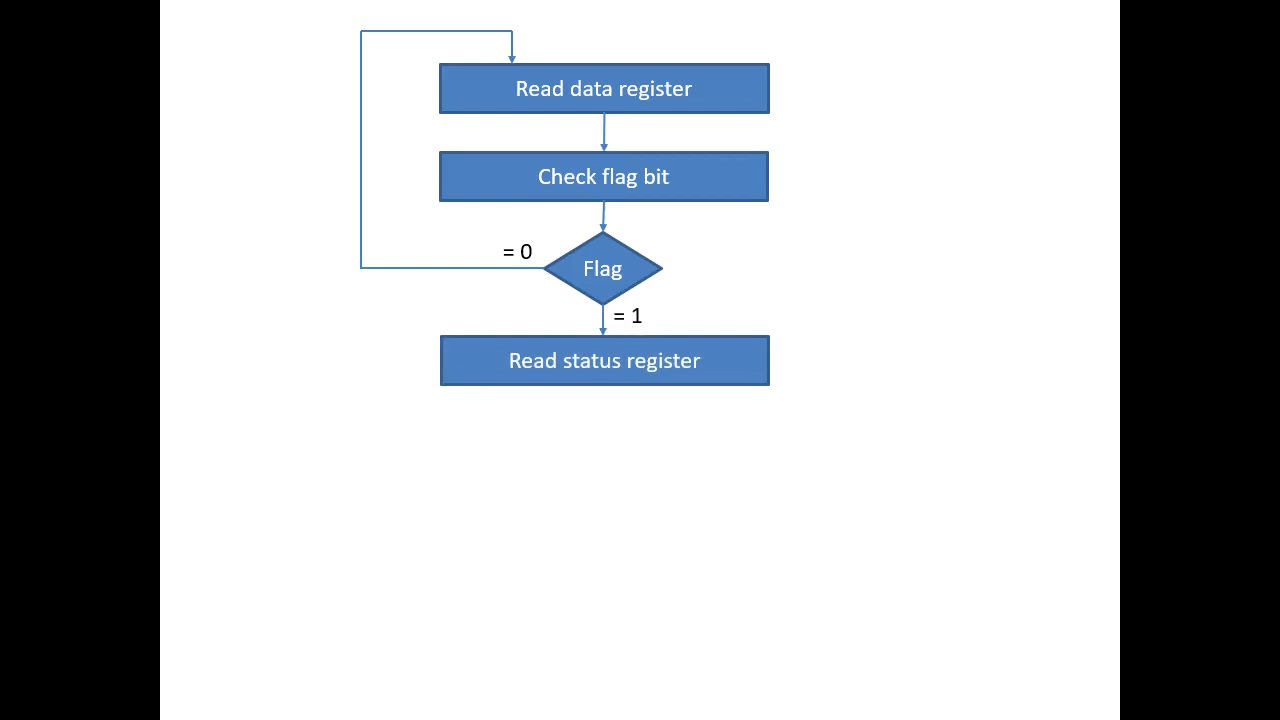 Read data register
Check flag bit
= 0
Flag
= 1
Read status register